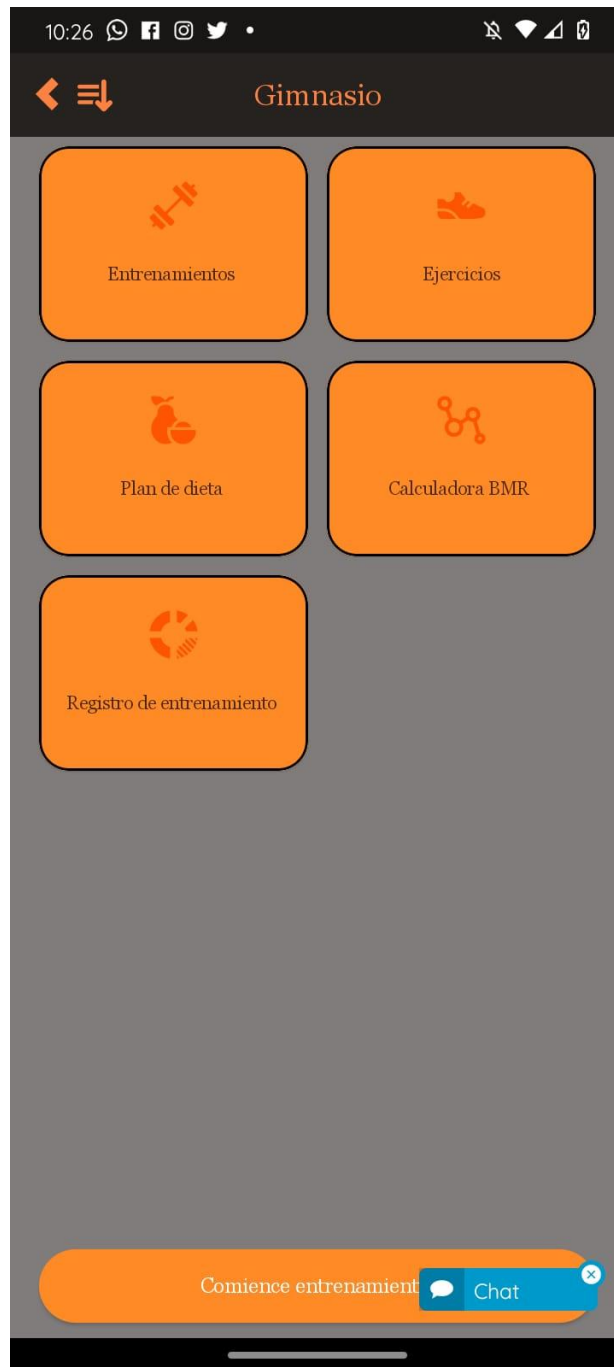 10:26
Gimnasio
Entrenamientos
Ejercicios
Plan de dieta
Calculadora BMR
Registro de entrenamiento
Comience entrenamient
Chat